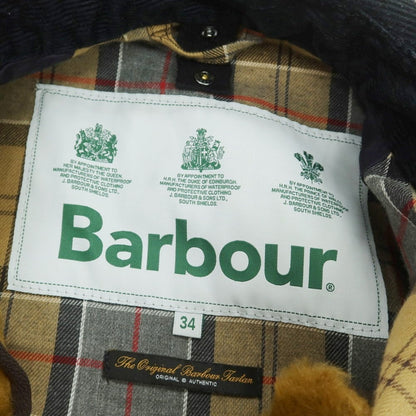 BY APPOINTMENT TO
HER MAJESTY THE QUEEN,
MANUFACTURERS OF WATERPROOF
AND PROTECTIVE CLOTHING
J. BARBOUR & SONS LTD.,
SOUTH SHIELDS.
BY APPOINTMENT TO
H.R.H. THE DUKE OF EDINBURGH,
MANUFACTURERS OF WATERPROOF
AND PROTECTIVE CLOTHING
J. BARBOUR & SONS LTD.,
SOUTH SHIELDS.
BY APPOINTMENT TO
H.R.H. THE PRINCE OF WALES,
MANUFACTURERS OF WATERPROOF
AND PROTECTIVE CLOTHING
J. BARBOUR & SONS LTD.,
SOUTH SHIELDS.
Barbour®
34
The Original Barbour Tartan
ORIGINAL & AUTHENTIC